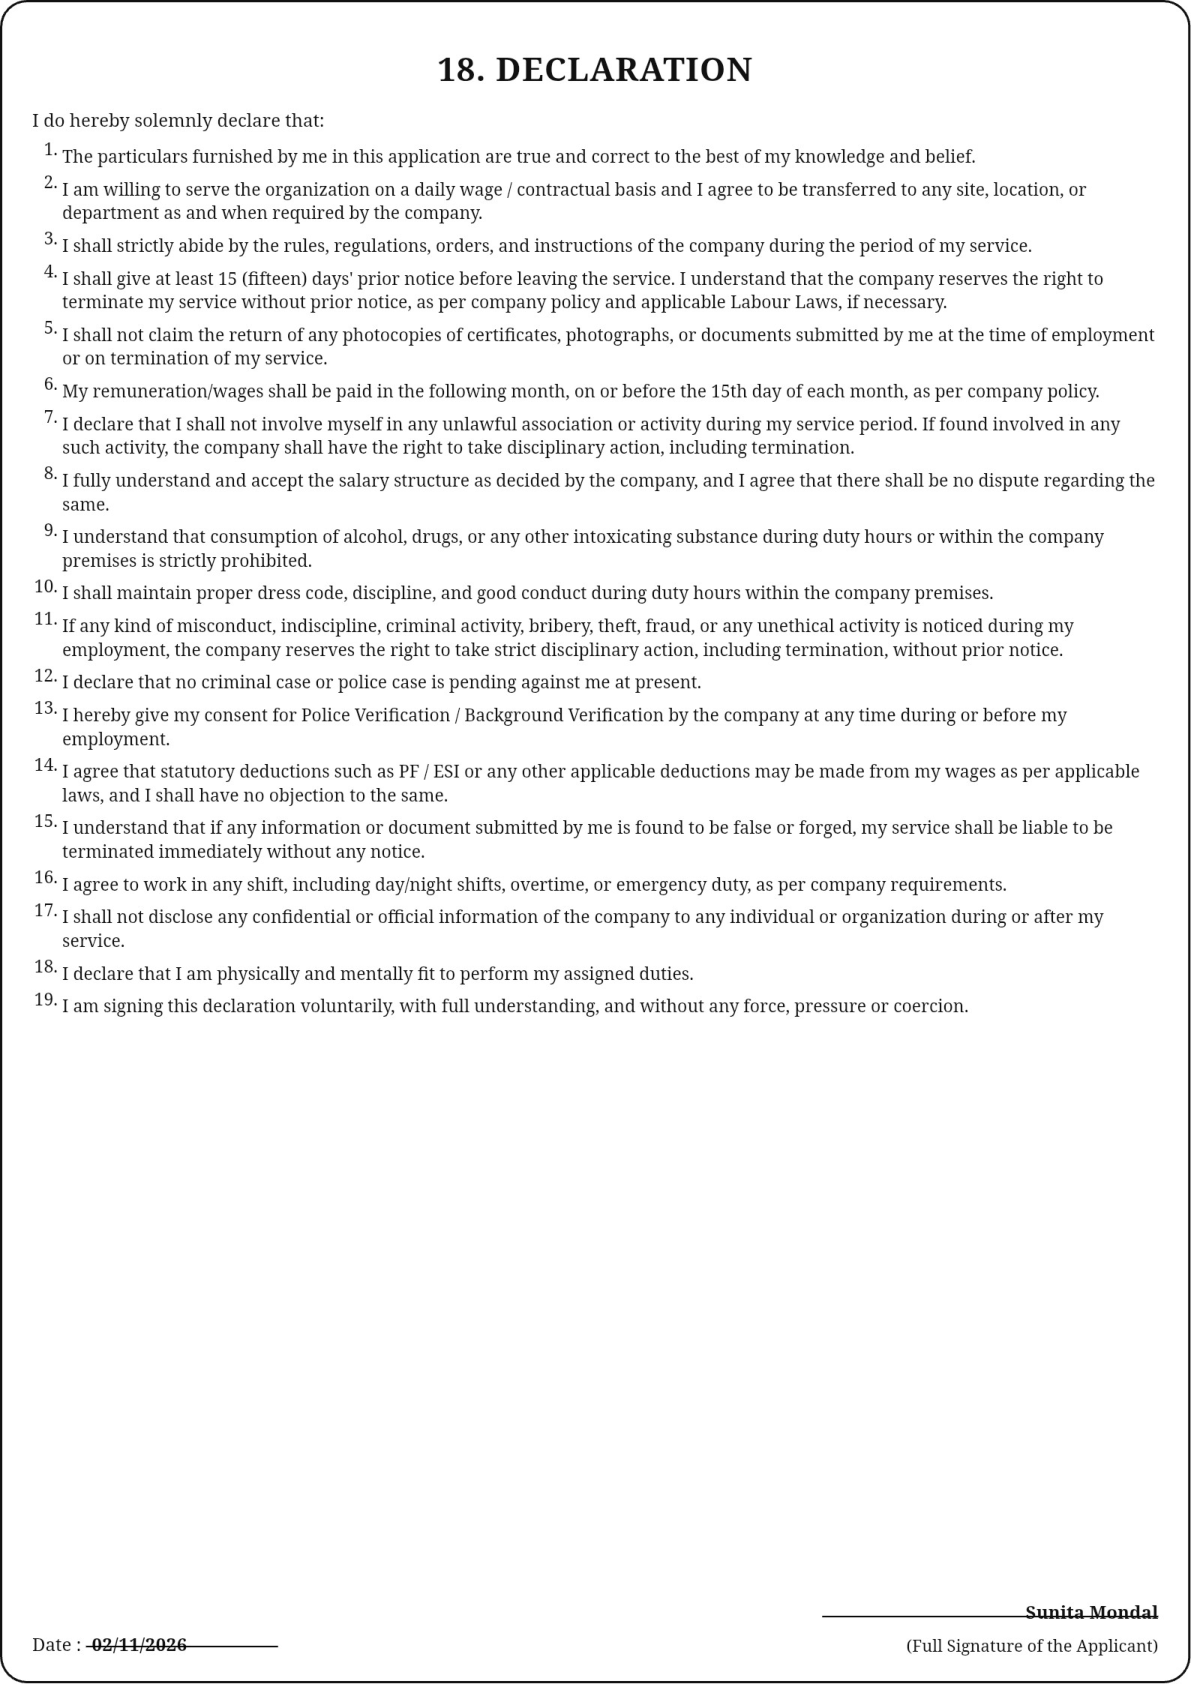 18. DECLARATION
I do hereby solemnly declare that:
1. The particulars furnished by me in this application are true and correct to the best of my knowledge and belief.
2. I am willing to serve the organization on a daily wage / contractual basis and I agree to be transferred to any site, location, or
department as and when required by the company.
3. I shall strictly abide by the rules, regulations, orders, and instructions of the company during the period of my service.
4. I shall give at least 15 (fifteen) days' prior notice before leaving the service. I understand that the company reserves the right to
terminate my service without prior notice, as per company policy and applicable Labour Laws, if necessary.
5. I shall not claim the return of any photocopies of certificates, photographs, or documents submitted by me at the time of employment
or on termination of my service.
6. My remuneration/wages shall be paid in the following month, on or before the 15th day of each month, as per company policy.
7. I declare that I shall not involve myself in any unlawful association or activity during my service period. If found involved in any
such activity, the company shall have the right to take disciplinary action, including termination.
8. I fully understand and accept the salary structure as decided by the company, and I agree that there shall be no dispute regarding the
same.
9. I understand that consumption of alcohol, drugs, or any other intoxicating substance during duty hours or within the company
premises is strictly prohibited.
10. I shall maintain proper dress code, discipline, and good conduct during duty hours within the company premises.
11. If any kind of misconduct, indiscipline, criminal activity, bribery, theft, fraud, or any unethical activity is noticed during my
employment, the company reserves the right to take strict disciplinary action, including termination, without prior notice.
12. I declare that no criminal case or police case is pending against me at present.
13. I hereby give my consent for Police Verification / Background Verification by the company at any time during or before my
employment.
14. I agree that statutory deductions such as PF / ESI or any other applicable deductions may be made from my wages as per applicable
laws, and I shall have no objection to the same.
15. I understand that if any information or document submitted by me is found to be false or forged, my service shall be liable to be
terminated immediately without any notice.
16. I agree to work in any shift, including day/night shifts, overtime, or emergency duty, as per company requirements.
17. I shall not disclose any confidential or official information of the company to any individual or organization during or after my
service.
18. I declare that I am physically and mentally fit to perform my assigned duties.
19. I am signing this declaration voluntarily, with full understanding, and without any force, pressure or coercion.
Sunita Mondal
Date : 02/11/2026
(Full Signature of the Applicant)